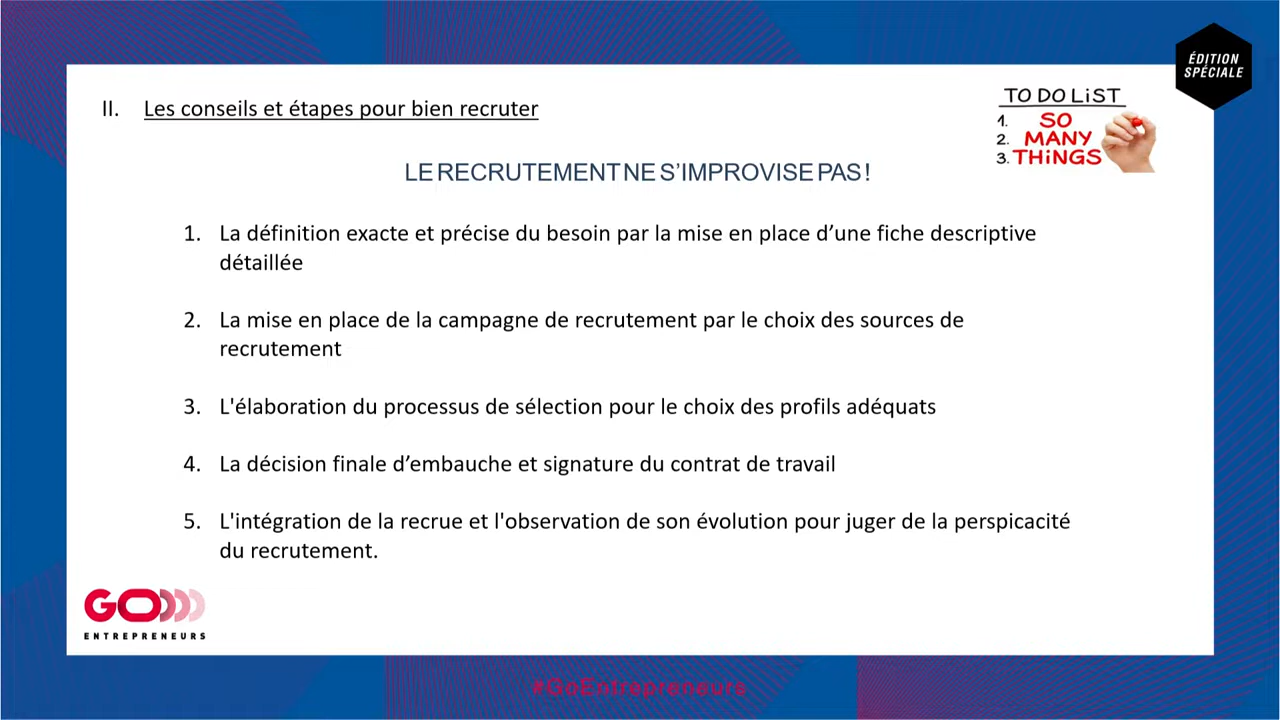 ÉDITION
SPÉCIALE
II. Les conseils et étapes pour bien recruter
TO DO LiST
1. SO
2. MANY
3. THiNGS
LE RECRUTEMENT NE S’IMPROVISE PAS !
1. La définition exacte et précise du besoin par la mise en place d’une fiche descriptive
détaillée
2. La mise en place de la campagne de recrutement par le choix des sources de
recrutement
3. L'élaboration du processus de sélection pour le choix des profils adéquats
4. La décision finale d’embauche et signature du contrat de travail
5. L'intégration de la recrue et l'observation de son évolution pour juger de la perspicacité
du recrutement.
GO
ENTREPRENEURS
#GoEntrepreneurs